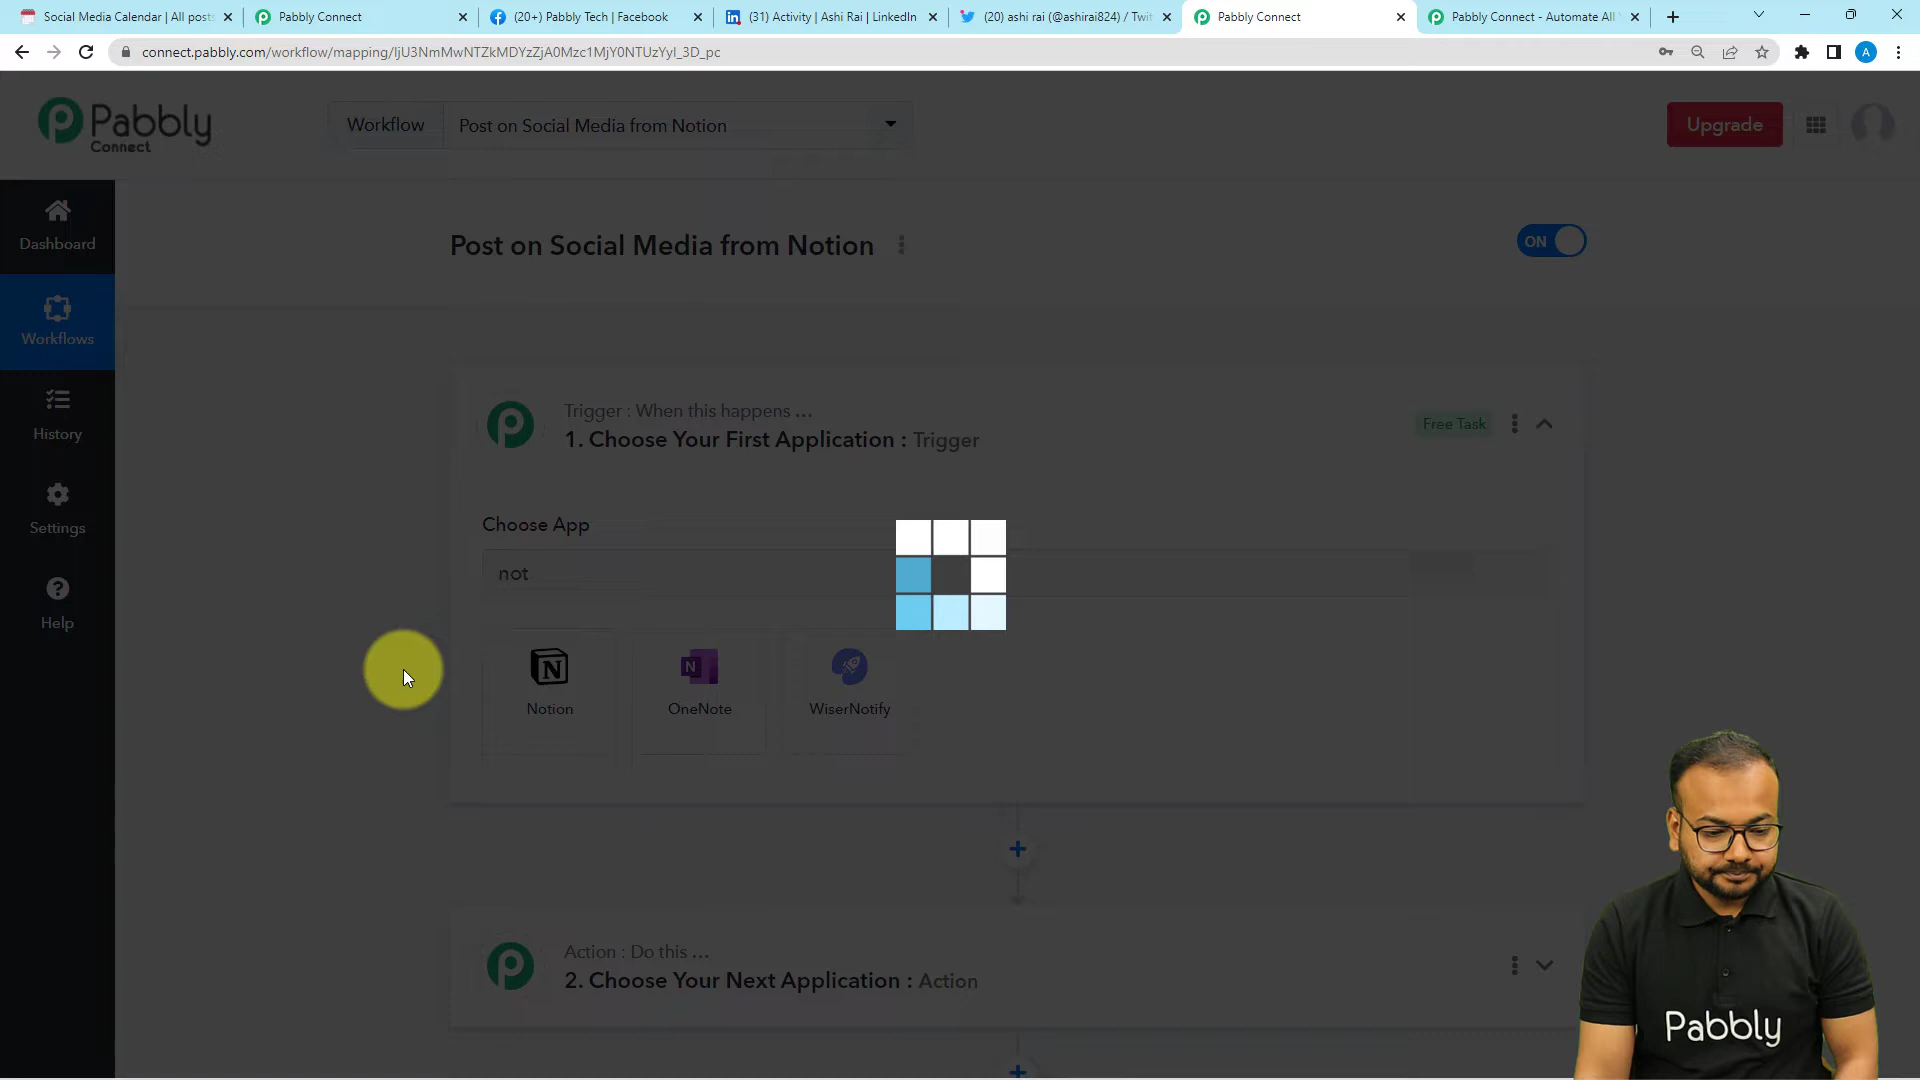 Social Media Calendar | All posts
Pabbly Connect
(20+) Pabbly Tech | Facebook
(31) Activity | Ashi Rai | LinkedIn
(20) ashi rai (@ashirai824) / Twit
Pabbly Connect
Pabbly Connect - Automate All
connect.pabbly.com/workflow/mapping/IjU3NmMwNTZkMDYzZjA0Mzc1MjY0NTUzYyI_3D_pc
A
Pabbly
Connect
Workflow
Post on Social Media from Notion
Upgrade
Dashboard
Workflows
History
Settings
Help
Post on Social Media from Notion
ON
Trigger : When this happens ...
1. Choose Your First Application : Trigger
Free Task
Choose App
not
Notion
OneNote
WiserNotify
Action : Do this ...
2. Choose Your Next Application : Action
Pabbly